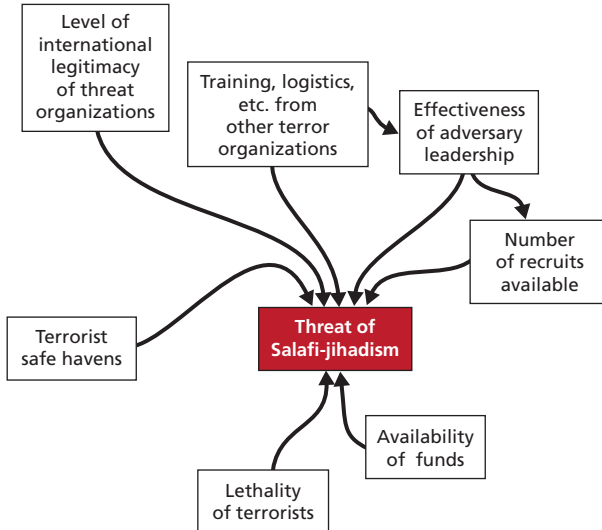 Level of
international
legitimacy
of threat
organizations
Training, logistics,
etc. from
other terror
organizations
Effectiveness
of adversary
leadership
Number
of recruits
available
Terrorist
safe havens
Threat of
Salafi-jihadism
Availability
of funds
Lethality
of terrorists